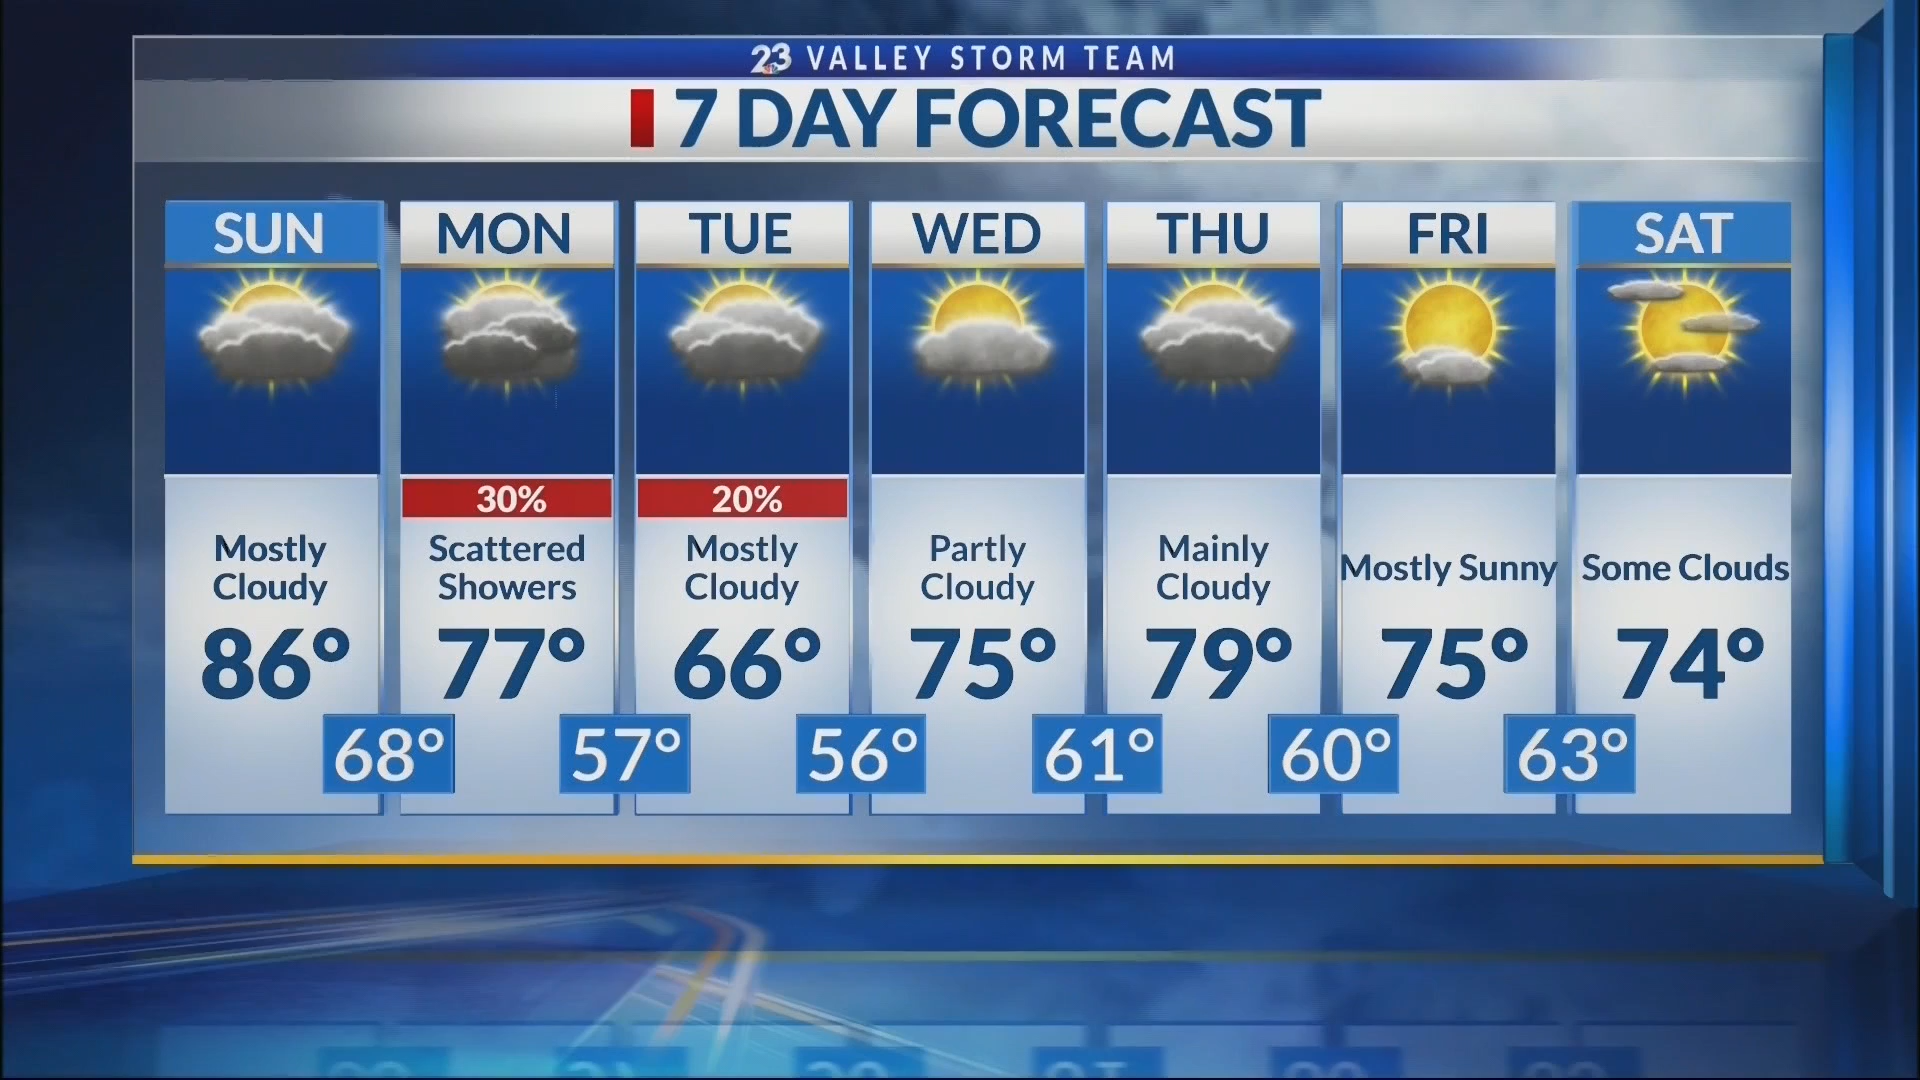 23 VALLEY STORM TEAM
7 DAY FORECAST
SUN
MON
TUE
WED
THU
FRI
SAT
30%
20%
Mostly
Cloudy
Scattered
Showers
Mostly
Cloudy
Partly
Cloudy
Mainly
Cloudy
Mostly Sunny
Some Clouds
86°
77°
66°
75°
79°
75°
74°
68°
57°
56°
61°
60°
63°